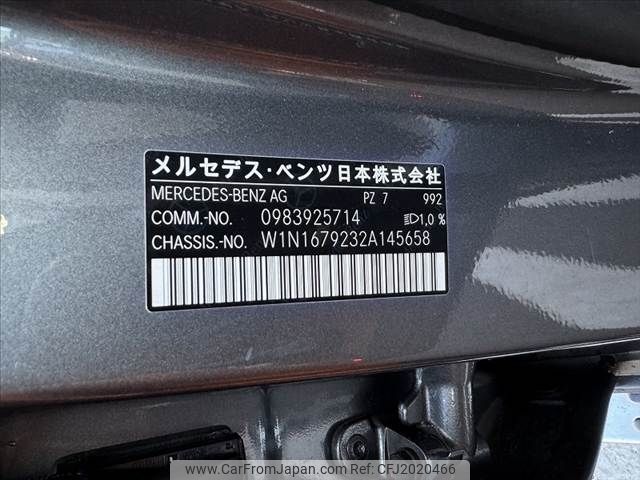 メルセデス・ベンツ日本株式会社
MERCEDES-BENZ AG PZ 7 992
COMM.-NO. 0983925714 1,0 %
CHASSIS.-NO. W1N1679232A145658
www.CarFromJapan.com CFJ2020466